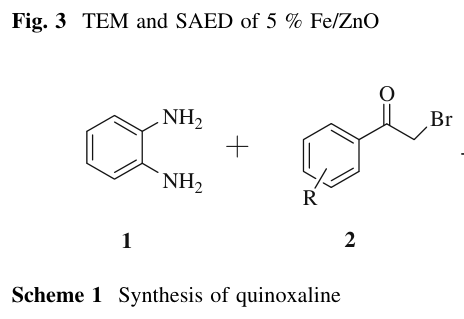 Fig. 3 TEM and SAED of 5 % Fe/ZnO
O
NH₂ Br
+
NH₂
R
1 2
Scheme 1 Synthesis of quinoxaline